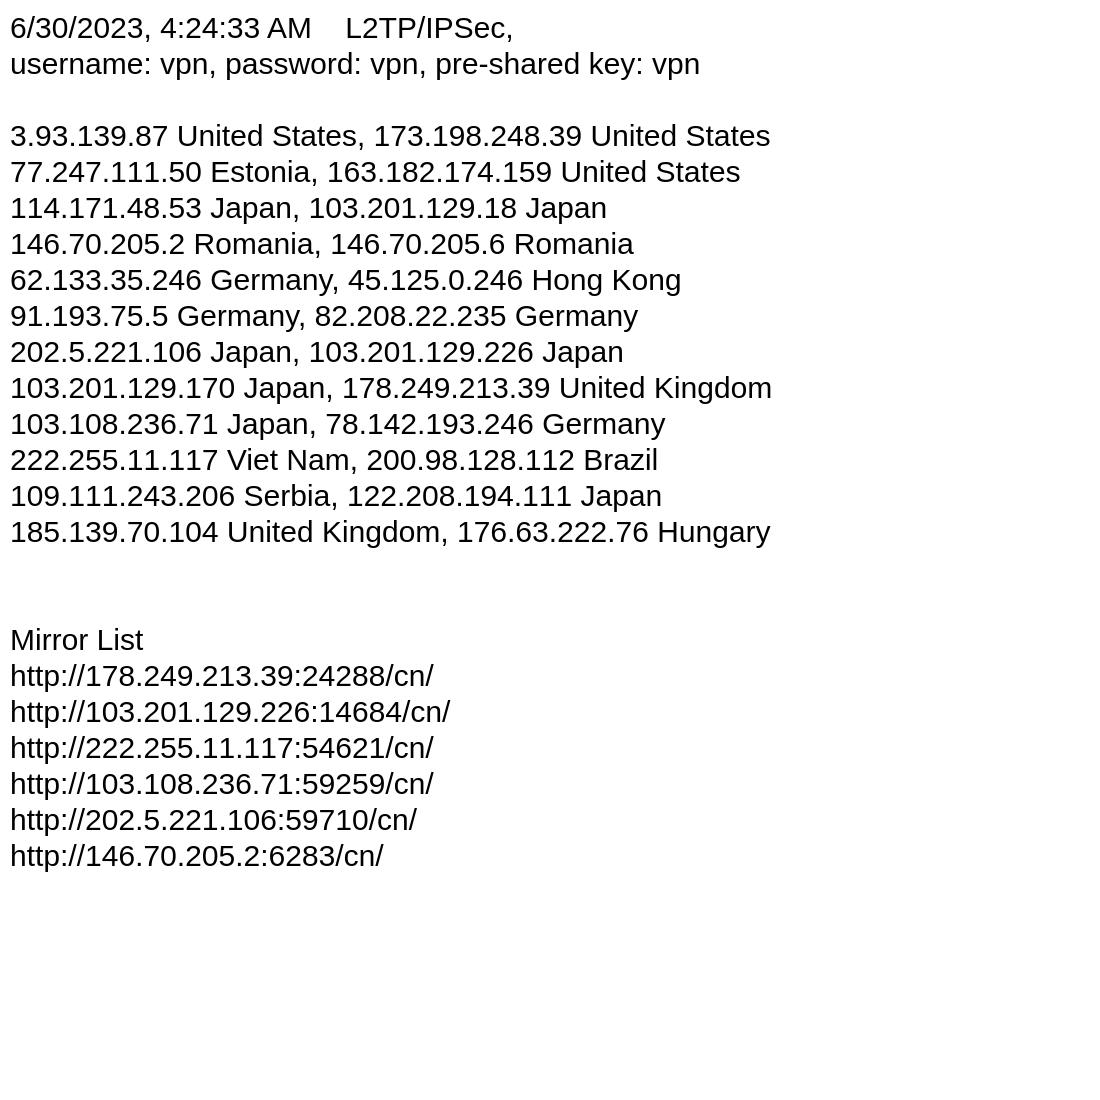 6/30/2023, 4:24:33 AM    L2TP/IPSec,
username: vpn, password: vpn, pre-shared key: vpn
3.93.139.87 United States, 173.198.248.39 United States
77.247.111.50 Estonia, 163.182.174.159 United States
114.171.48.53 Japan, 103.201.129.18 Japan
146.70.205.2 Romania, 146.70.205.6 Romania
62.133.35.246 Germany, 45.125.0.246 Hong Kong
91.193.75.5 Germany, 82.208.22.235 Germany
202.5.221.106 Japan, 103.201.129.226 Japan
103.201.129.170 Japan, 178.249.213.39 United Kingdom
103.108.236.71 Japan, 78.142.193.246 Germany
222.255.11.117 Viet Nam, 200.98.128.112 Brazil
109.111.243.206 Serbia, 122.208.194.111 Japan
185.139.70.104 United Kingdom, 176.63.222.76 Hungary
Mirror List
http://178.249.213.39:24288/cn/
http://103.201.129.226:14684/cn/
http://222.255.11.117:54621/cn/
http://103.108.236.71:59259/cn/
http://202.5.221.106:59710/cn/
http://146.70.205.2:6283/cn/